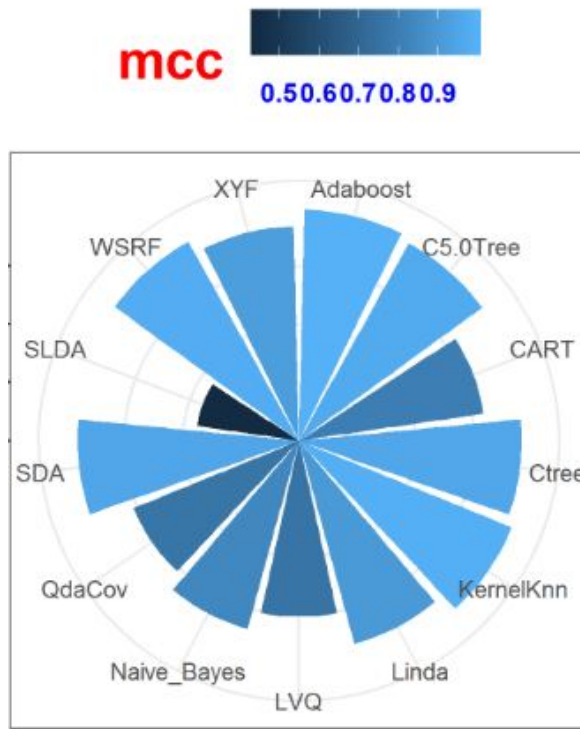 mcc
0.50.60.70.80.9
XYF Adaboost
WSRF C5.0Tree
SLDA CART
SDA Ctree
QdaCov KernelKnn
Naive_Bayes Linda
LVQ